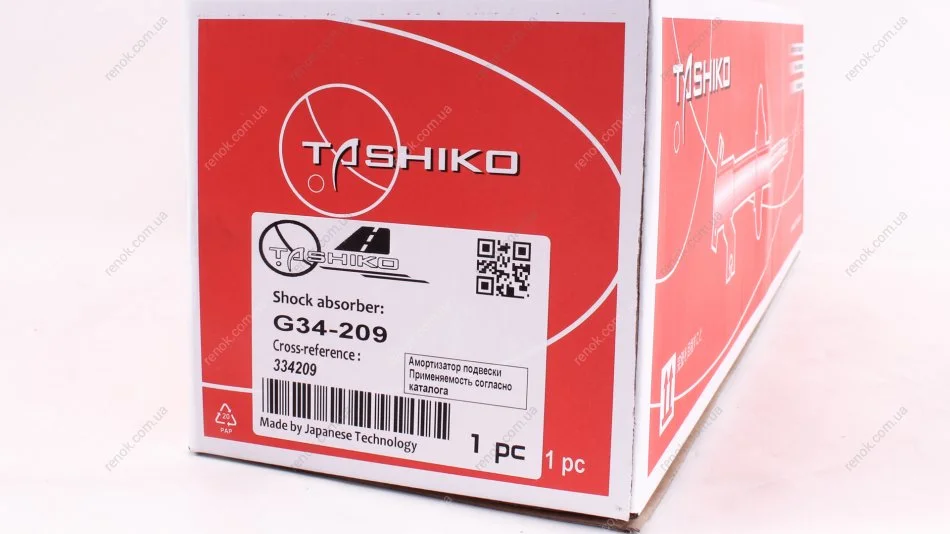 TASHIKO
TASHIKO
Shock absorber:
G34-209
Cross-reference :
334209
Амортизатор подвески
Применяемость согласно
каталога
Made by Japanese Technology
1 pc
1 pc
20
PAP
TASHIKO
renok.com.ua